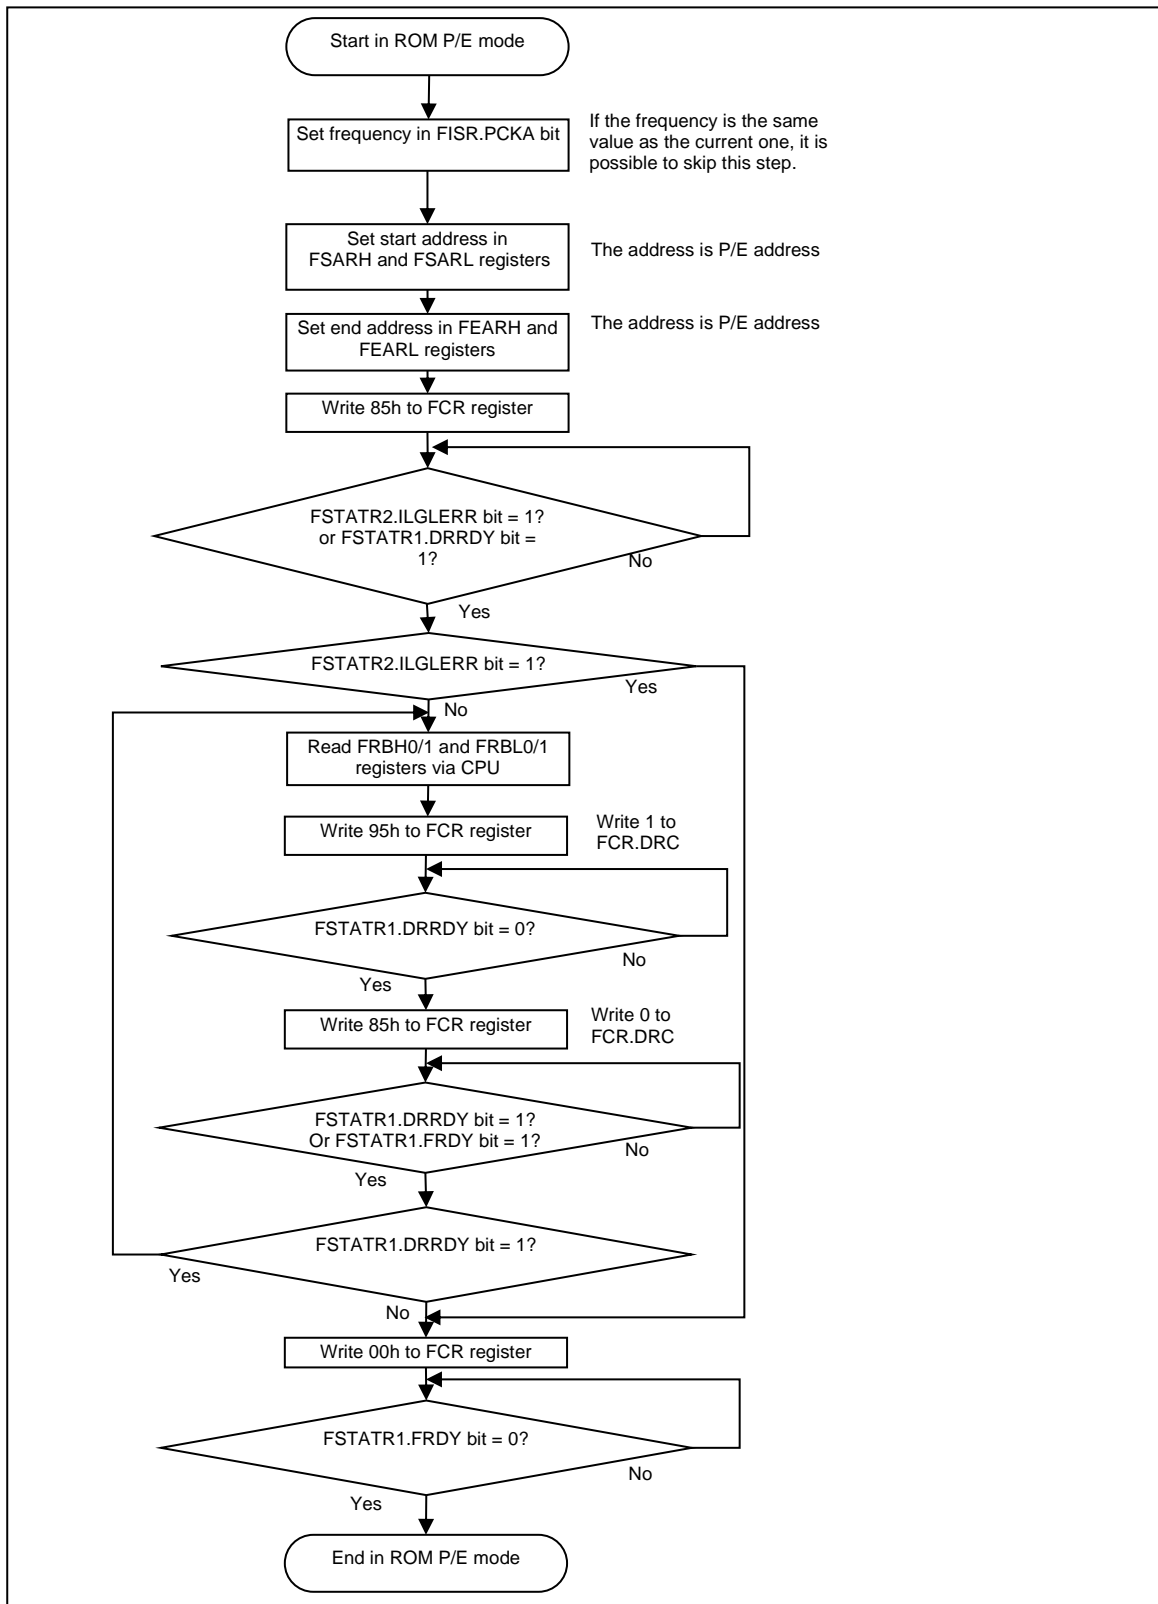 Start in ROM P/E mode
Set frequency in FISR.PCKA bit
If the frequency is the same
value as the current one, it is
possible to skip this step.
Set start address in
FSARH and FSARL registers
The address is P/E address
Set end address in FEARH and
FEARL registers
The address is P/E address
Write 85h to FCR register
FSTATR2.ILGLERR bit = 1?
or FSTATR1.DRRDY bit =
1?
No
Yes
FSTATR2.ILGLERR bit = 1?
Yes
No
Read FRBH0/1 and FRBL0/1
registers via CPU
Write 95h to FCR register
Write 1 to
FCR.DRC
FSTATR1.DRRDY bit = 0?
No
Yes
Write 85h to FCR register
Write 0 to
FCR.DRC
FSTATR1.DRRDY bit = 1?
Or FSTATR1.FRDY bit = 1?
No
Yes
FSTATR1.DRRDY bit = 1?
Yes
No
Write 00h to FCR register
FSTATR1.FRDY bit = 0?
No
Yes
End in ROM P/E mode